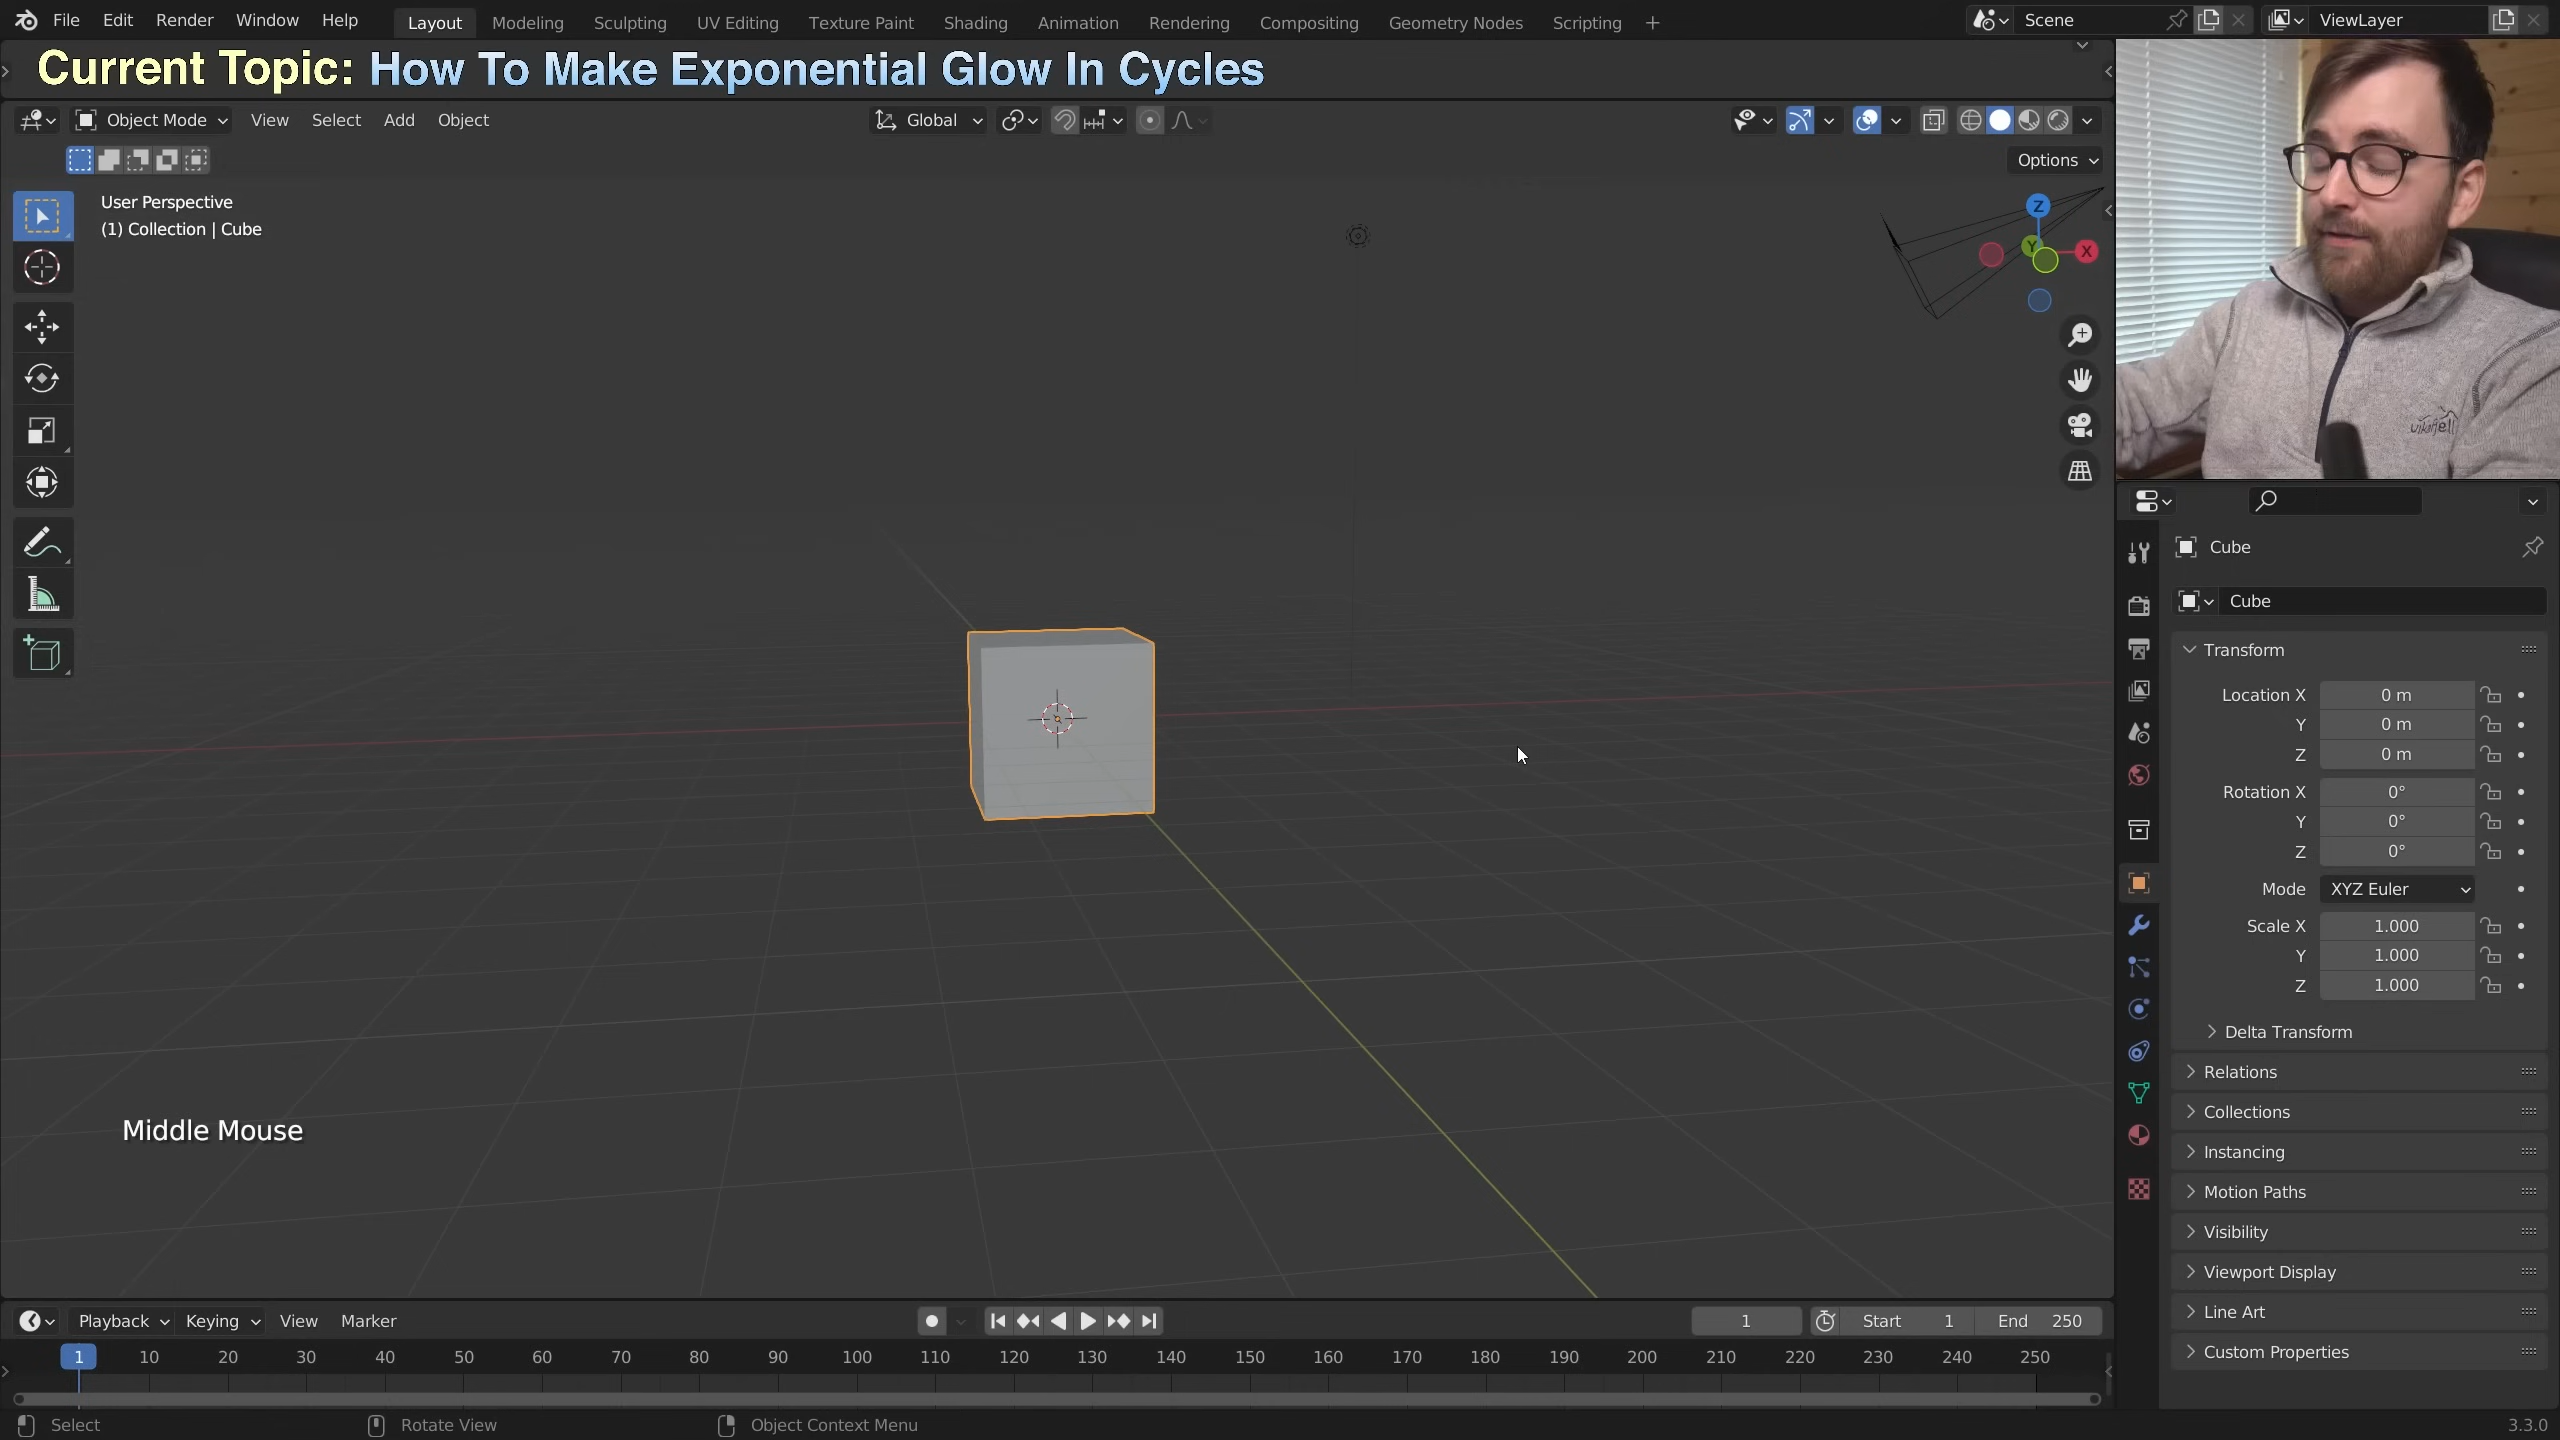 File Edit Render Window Help Layout Modeling Sculpting UV Editing Texture Paint Shading Animation Rendering Compositing Geometry Nodes Scripting + Scene ViewLayer
Current Topic: How To Make Exponential Glow In Cycles
Object Mode View Select Add Object Global
Options
User Perspective
(1) Collection | Cube
Z
Y
X
Middle Mouse
Cube
Cube
Transform
Location X 0 m
Y 0 m
Z 0 m
Rotation X 0°
Y 0°
Z 0°
Mode XYZ Euler
Scale X 1.000
Y 1.000
Z 1.000
Delta Transform
Relations
Collections
Instancing
Motion Paths
Visibility
Viewport Display
Line Art
Custom Properties
Playback Keying View Marker 1 Start 1 End 250
1 10 20 30 40 50 60 70 80 90 100 110 120 130 140 150 160 170 180 190 200 210 220 230 240 250
Select Rotate View Object Context Menu 3.3.0